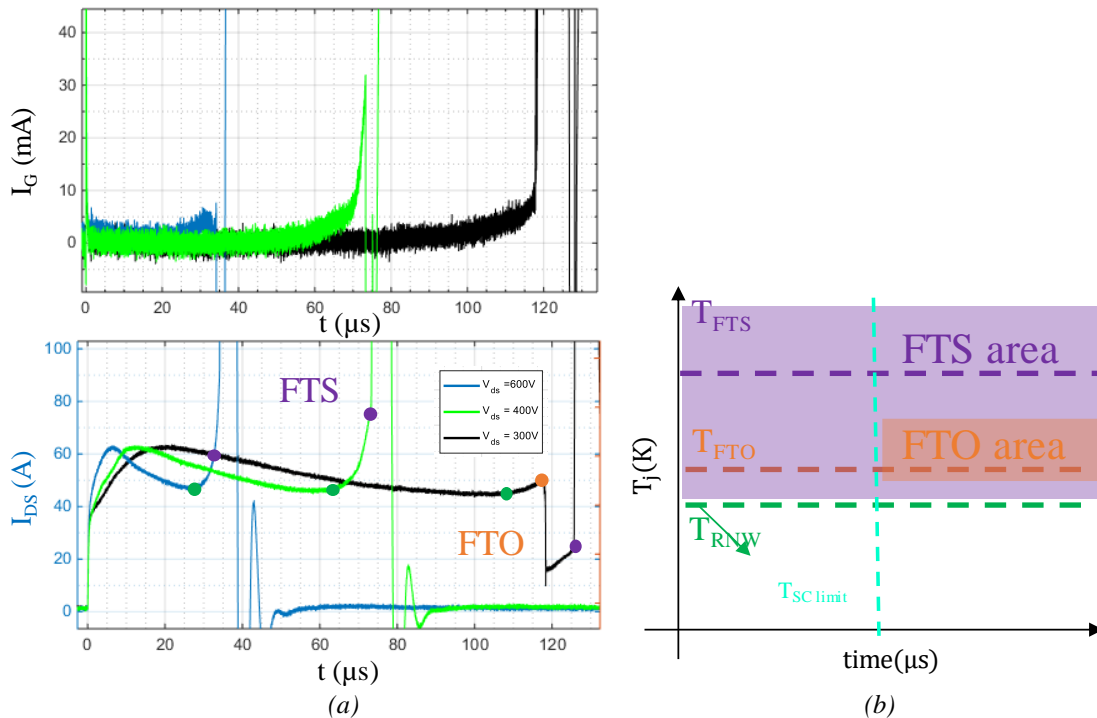 I_G (mA)
40
30
20
10
0
0
20
40
60
80
100
120
t (μs)
I_DS (A)
100
80
60
40
20
0
FTS
V_ds =600V
V_ds = 400V
V_ds = 300V
FTO
0
20
40
60
80
100
120
t (μs)
(a)
T_j(K)
T_FTS
FTS area
T_FTO
FTO area
T_RNW
T_SC limit
time(μs)
(b)